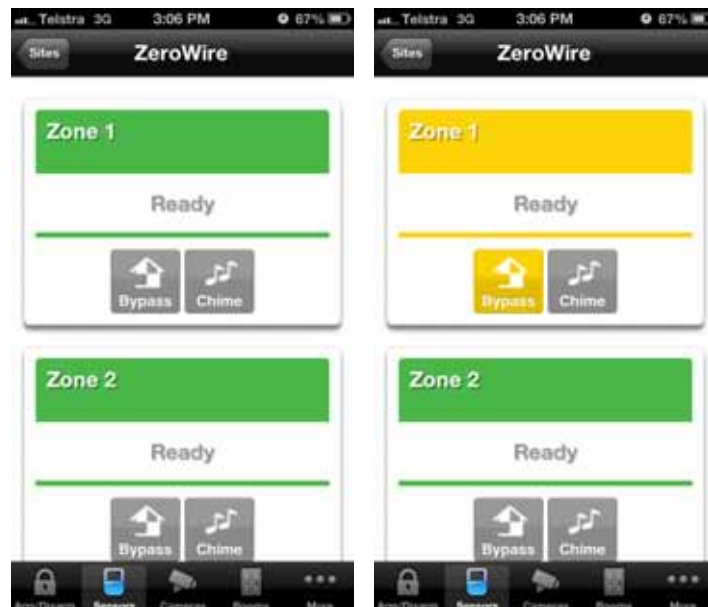 Telstra 3G 3:06 PM 67%
Sites ZeroWire
Zone 1
Ready
Bypass Chime
Zone 2
Ready
Bypass Chime
Sensors Cameras Rooms More
Telstra 3G 3:06 PM 67%
Sites ZeroWire
Zone 1
Ready
Bypass Chime
Zone 2
Ready
Bypass Chime
Sensors Cameras Rooms More